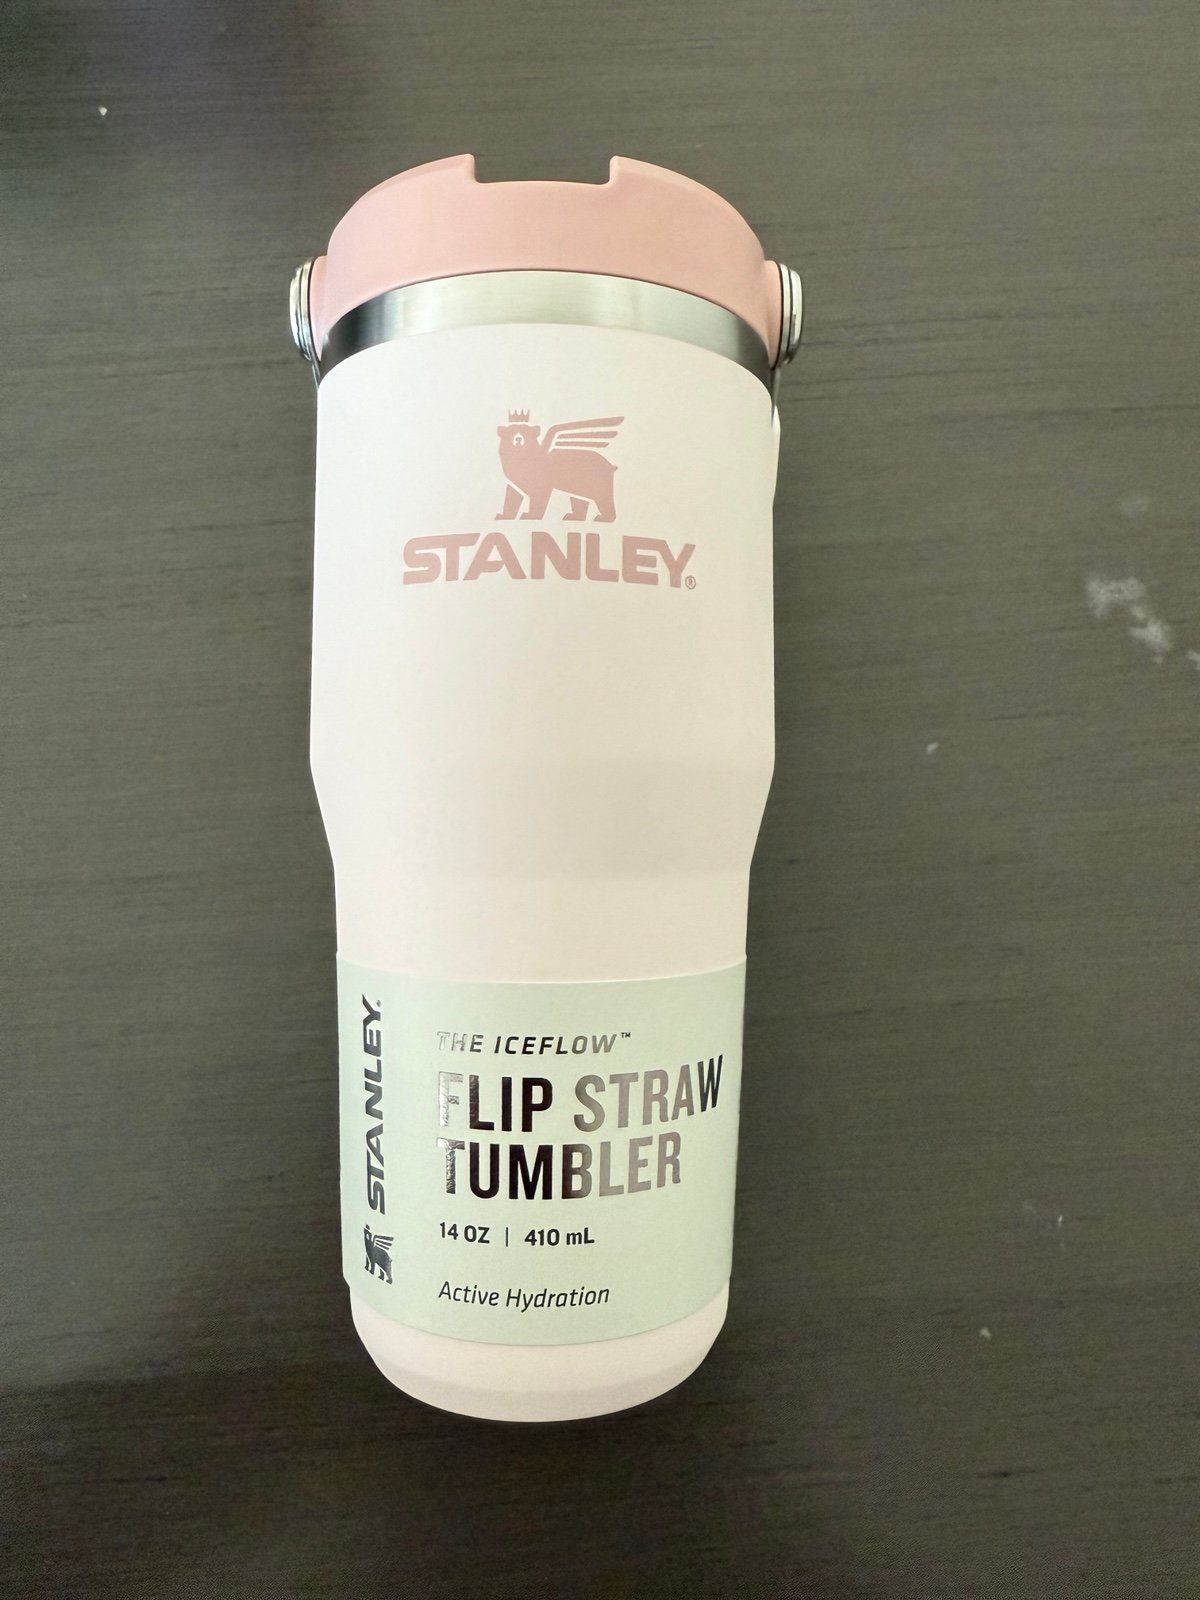 STANLEY®
STANLEY®
THE ICEFLOW™
FLIP STRAW
TUMBLER
14 OZ | 410 mL
Active Hydration